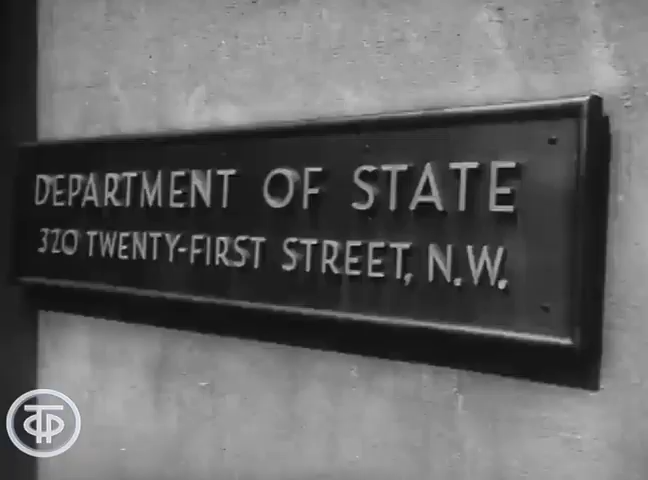 DEPARTMENT OF STATE
320 TWENTY-FIRST STREET, N.W.